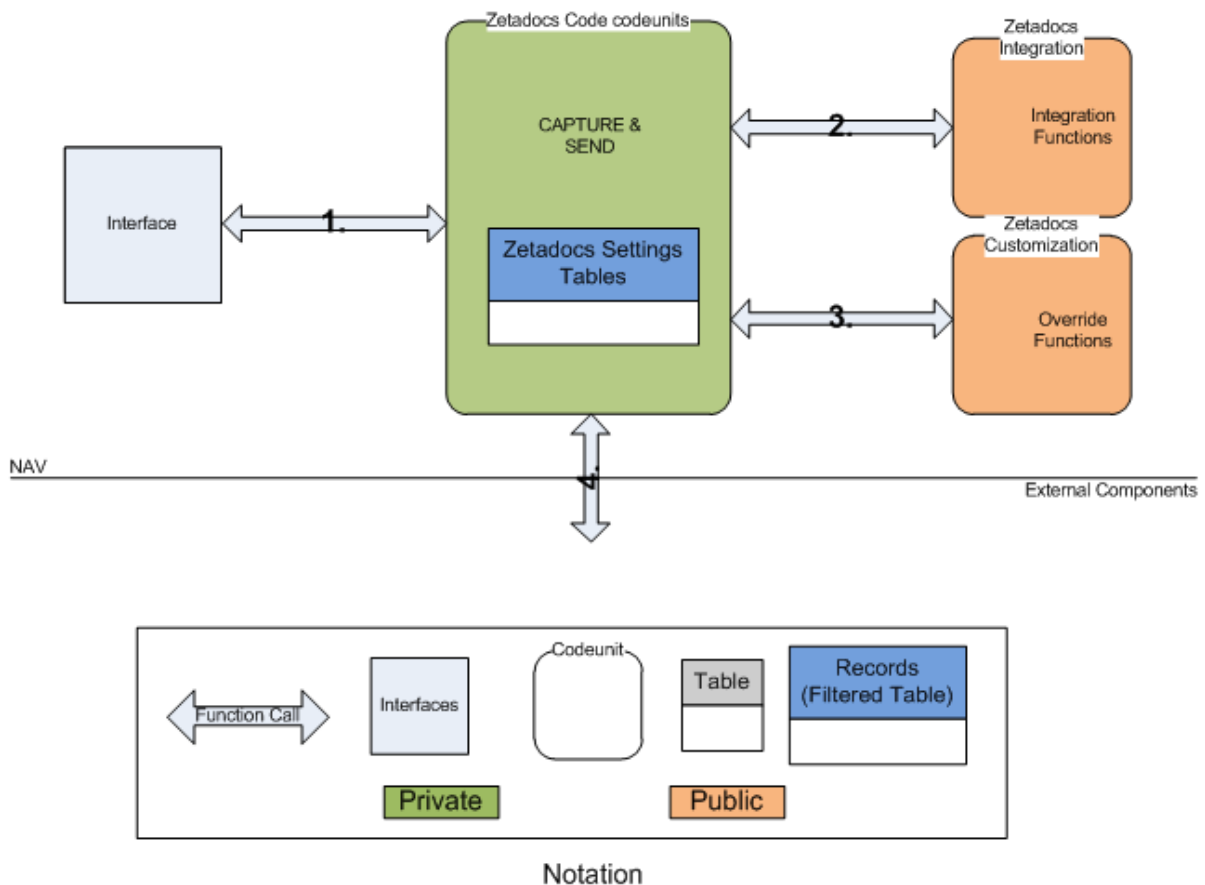 Zetadocs Code codeunits
Zetadocs
Integration
CAPTURE &
SEND
2.
Integration
Functions
Interface
1.
Zetadocs Settings
Tables
Zetadocs
Customization
3.
Override
Functions
4.
NAV
External Components
Function Call
Interfaces
Codeunit
Table
Records
(Filtered Table)
Private
Public
Notation